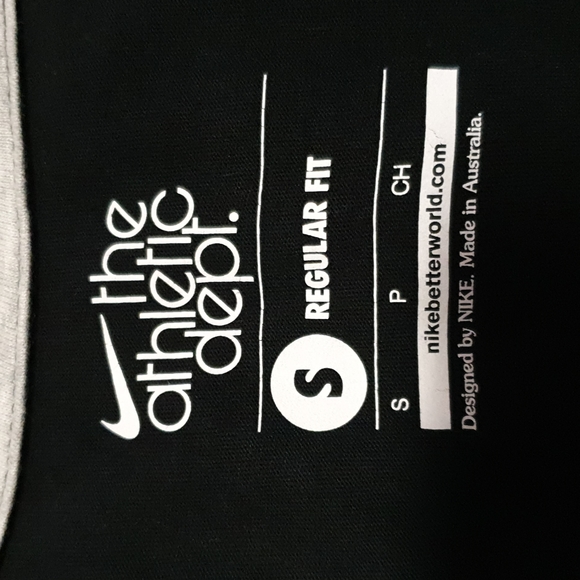 the
athletic
dept.
S REGULAR FIT
S P CH
nikebetterworld.com
Designed by NIKE. Made in Australia.